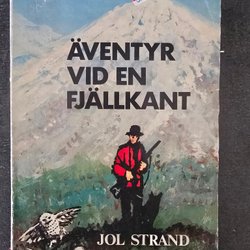 ÄVENTYR
VID EN
FJÄLLKANT
JOL STRAND